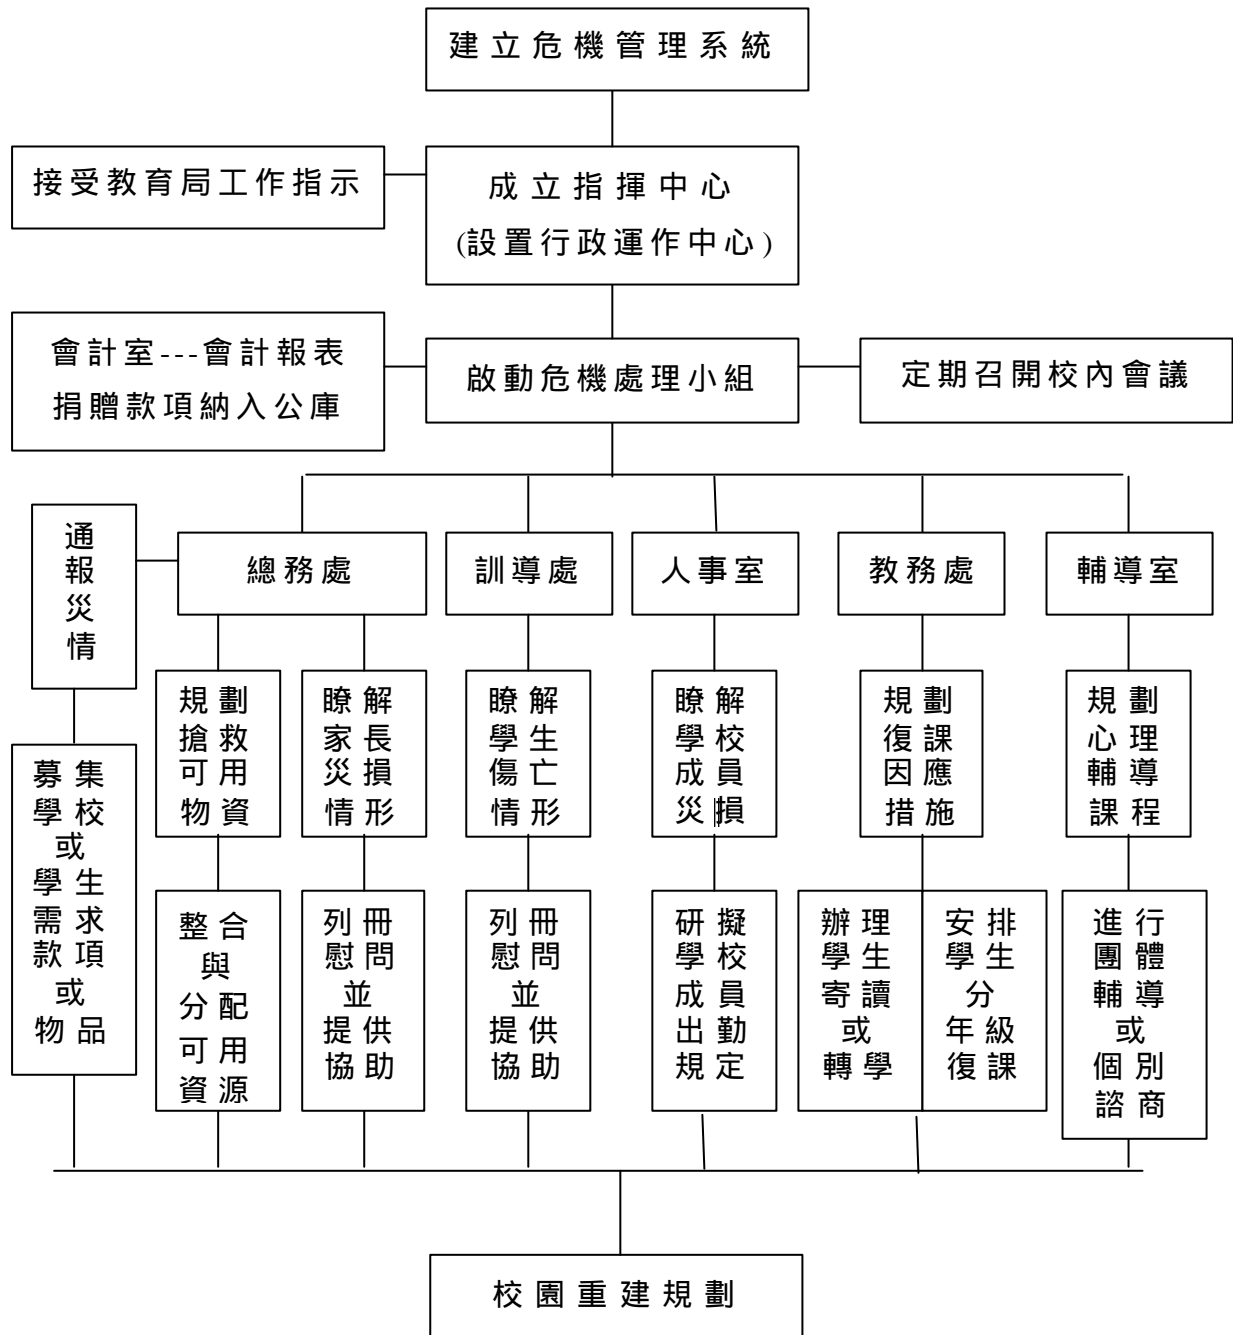 建立危機管理系統
接受教育局工作指示
成立指揮中心
(設置行政運作中心)
會計室---會計報表
捐贈款項納入公庫
啟動危機處理小組
定期召開校內會議
通
報
災
情
總務處
訓導處
人事室
教務處
輔導室
募集
學校
或
學生
需求
款項
或
物品
規劃
搶救
可用
物資
瞭解
家長
災損
情形
瞭解
學生
傷亡
情形
瞭解
學校
成員
災損
規劃
復課
因應
措施
規劃
心理
輔導
課程
整合
與
分配
可用
資源
列冊
慰問
並
提供
協助
列冊
慰問
並
提供
協助
研擬
學校
成員
出勤
規定
辦理
學生
寄讀
或
轉學
安排
學生
分
年級
復課
進行
團體
輔導
或
個別
諮商
校園重建規劃